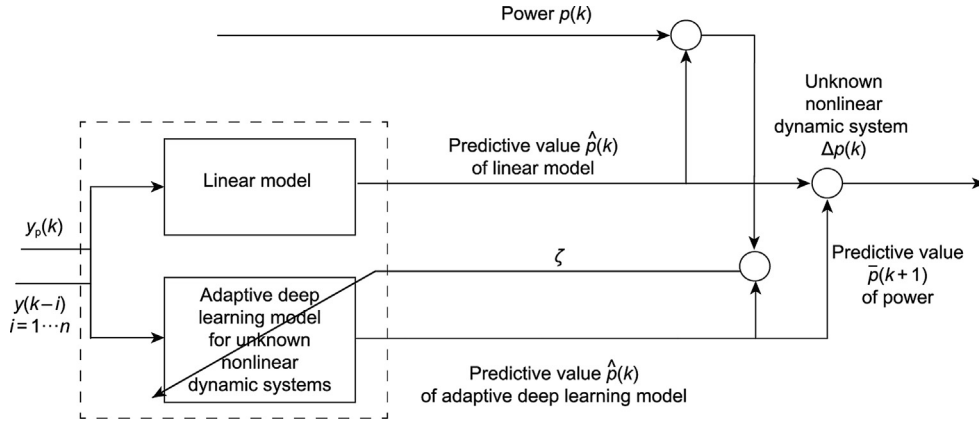 Power p(k)
Unknown
nonlinear
dynamic system
Δp(k)
Predictive value p̂(k)
of linear model
Linear model
yₚ(k)
y(k−i)
i=1⋯n
ζ
Adaptive deep
learning model
for unknown
nonlinear
dynamic systems
Predictive value
p̄(k+1)
of power
Predictive value p̂(k)
of adaptive deep learning model